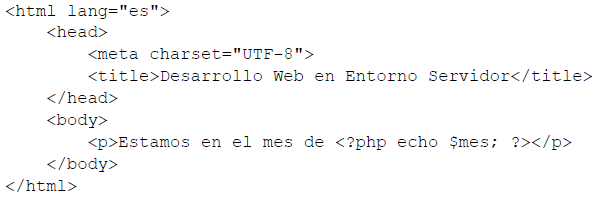 <html lang="es">
    <head>
        <meta charset="UTF-8">
        <title>Desarrollo Web en Entorno Servidor</title>
    </head>
    <body>
        <p>Estamos en el mes de <?php echo $mes; ?></p>
    </body>
</html>